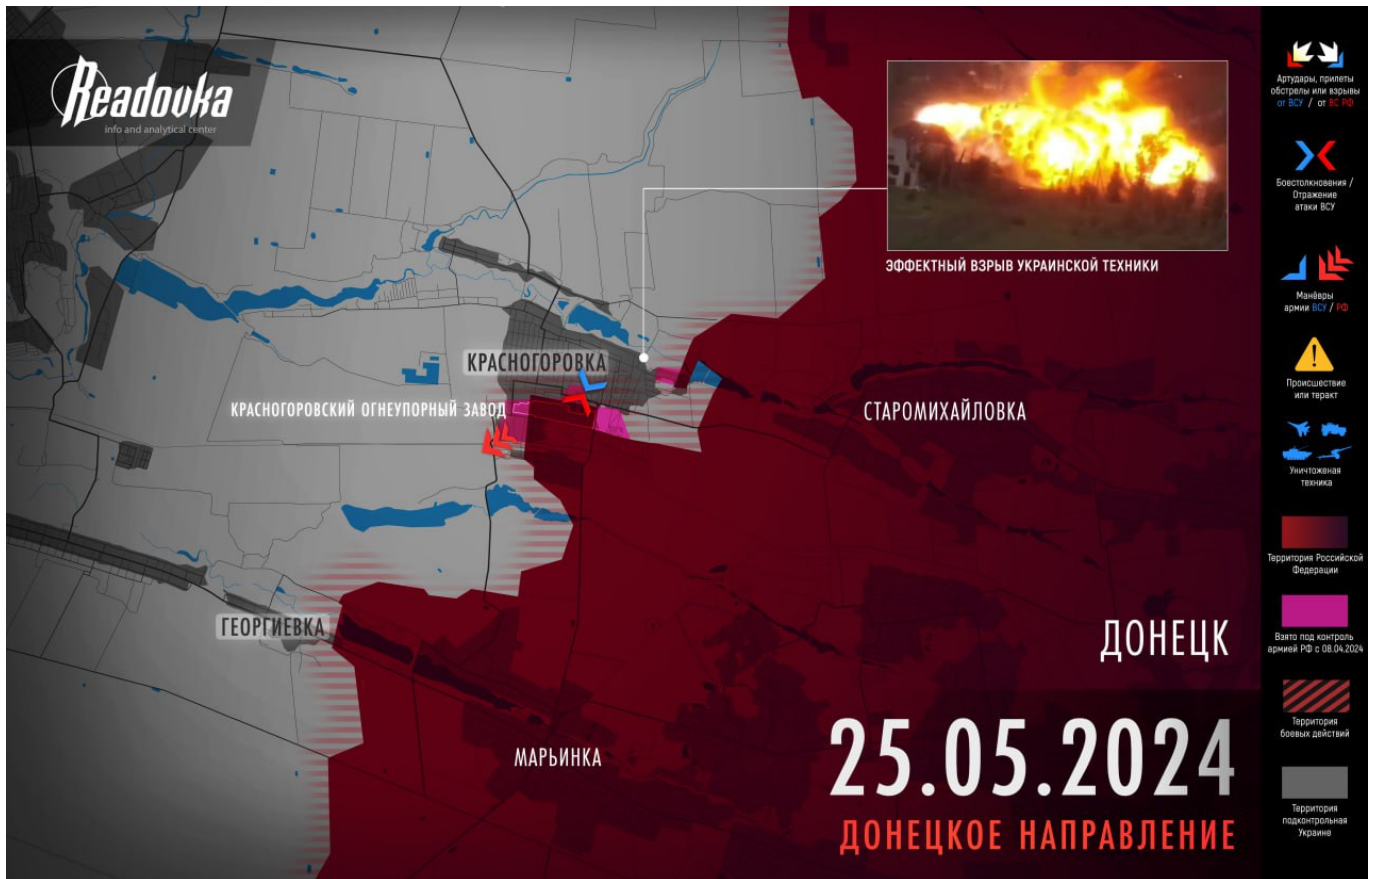 Readovka
info and analytical center
ЭФФЕКТНЫЙ ВЗРЫВ УКРАИНСКОЙ ТЕХНИКИ
КРАСНОГОРОВКА
КРАСНОГОРОВСКИЙ ОГНЕУПОРНЫЙ ЗАВОД
СТАРОМИХАЙЛОВКА
ГЕОРГИЕВКА
ДОНЕЦК
МАРЬИНКА
25.05.2024
ДОНЕЦКОЕ НАПРАВЛЕНИЕ
Артудары, прилеты
обстрелы или взрывы
от ВСУ / от ВС РФ
Боестолкновения /
Отражение
атаки ВСУ
Манёвры
армии ВСУ / РФ
Происшествие
или теракт
Уничтоженая
техника
Территория Российской
Федерации
Взято под контроль
армией РФ с 08.04.2024
Территория
боевых действий
Территория
подконтрольная
Украине